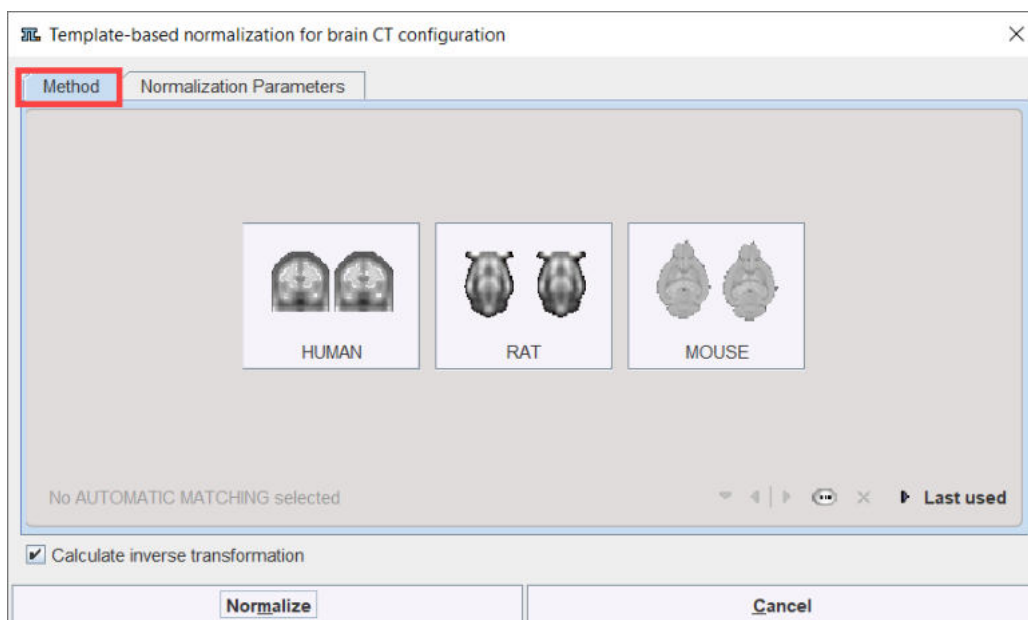 Template-based normalization for brain CT configuration
Method Normalization Parameters
HUMAN RAT MOUSE
No AUTOMATIC MATCHING selected Last used
Calculate inverse transformation
Normalize Cancel